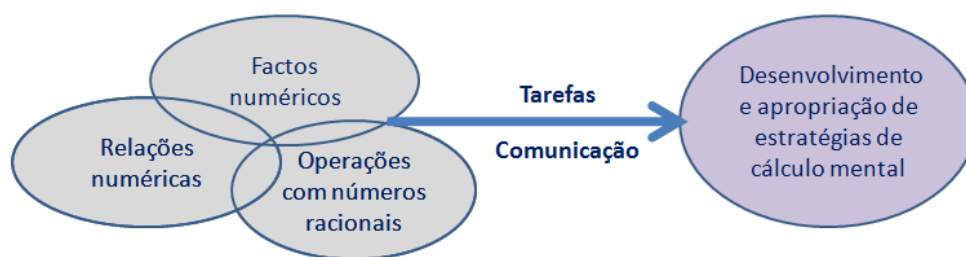 Factos
numéricos
Relações
numéricas
Operações
com números
racionais
Tarefas
Comunicação
Desenvolvimento
e apropriação de
estratégias de
cálculo mental